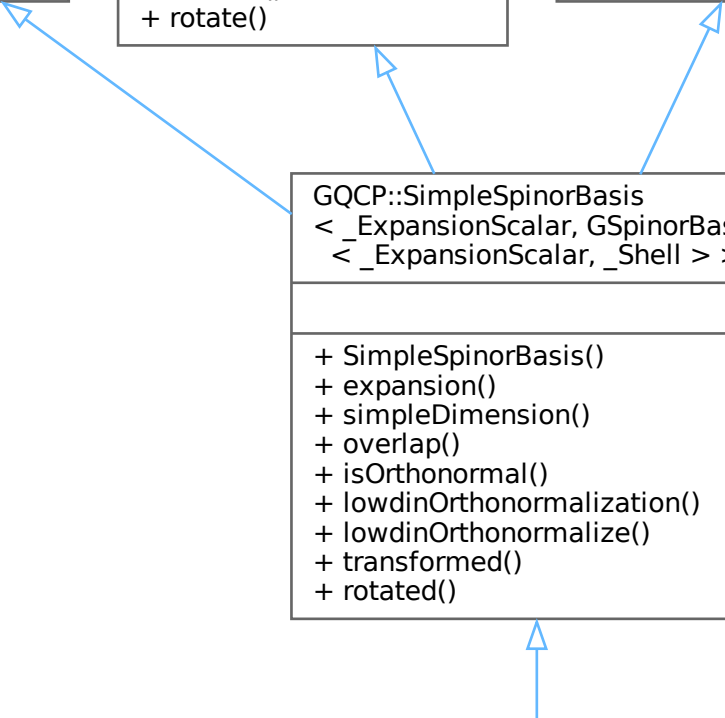 + rotate()
GQCP::SimpleSpinorBasis
< _ExpansionScalar, GSpinorBas
< _ExpansionScalar, _Shell > >
+ SimpleSpinorBasis()
+ expansion()
+ simpleDimension()
+ overlap()
+ isOrthonormal()
+ lowdinOrthonormalization()
+ lowdinOrthonormalize()
+ transformed()
+ rotated()